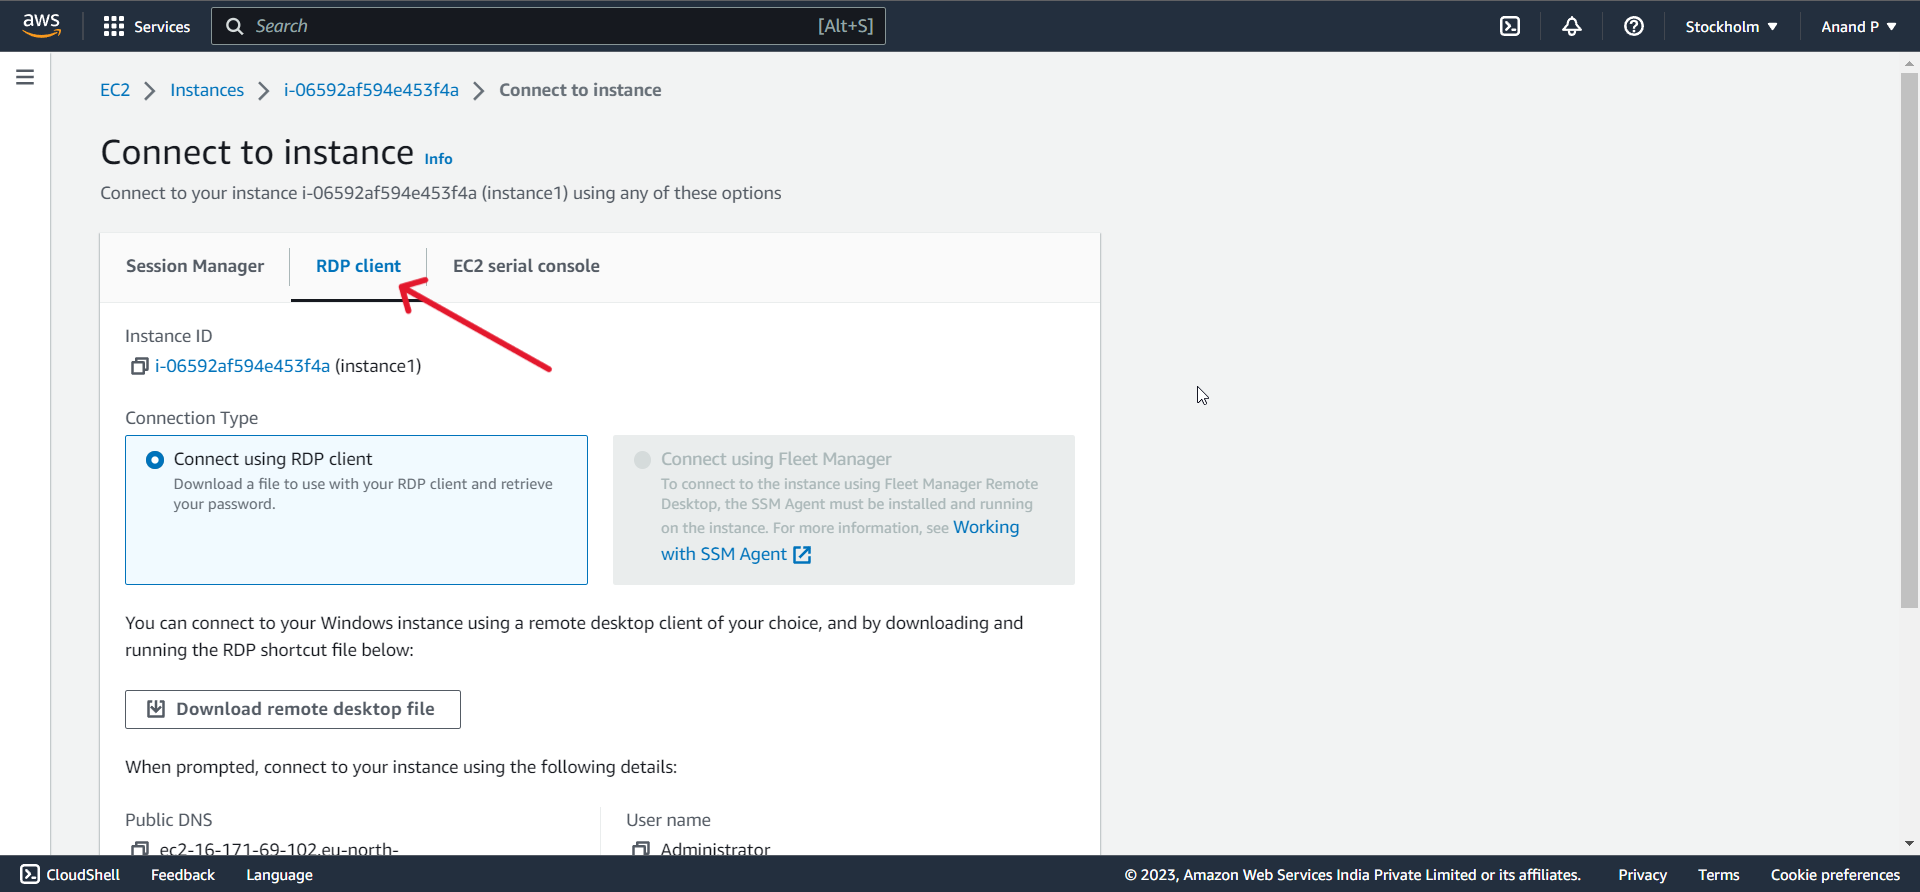 aws Services Search [Alt+S] Stockholm Anand P
EC2 Instances i-06592af594e453f4a Connect to instance
Connect to instance Info
Connect to your instance i-06592af594e453f4a (instance1) using any of these options
Session Manager RDP client EC2 serial console
Instance ID
i-06592af594e453f4a (instance1)
Connection Type
Connect using RDP client
Download a file to use with your RDP client and retrieve
your password.
Connect using Fleet Manager
To connect to the instance using Fleet Manager Remote
Desktop, the SSM Agent must be installed and running
on the instance. For more information, see Working
with SSM Agent
You can connect to your Windows instance using a remote desktop client of your choice, and by downloading and
running the RDP shortcut file below:
Download remote desktop file
When prompted, connect to your instance using the following details:
Public DNS
ec2-16-171-69-102.eu-north-
User name
Administrator
CloudShell Feedback Language © 2023, Amazon Web Services India Private Limited or its affiliates. Privacy Terms Cookie preferences